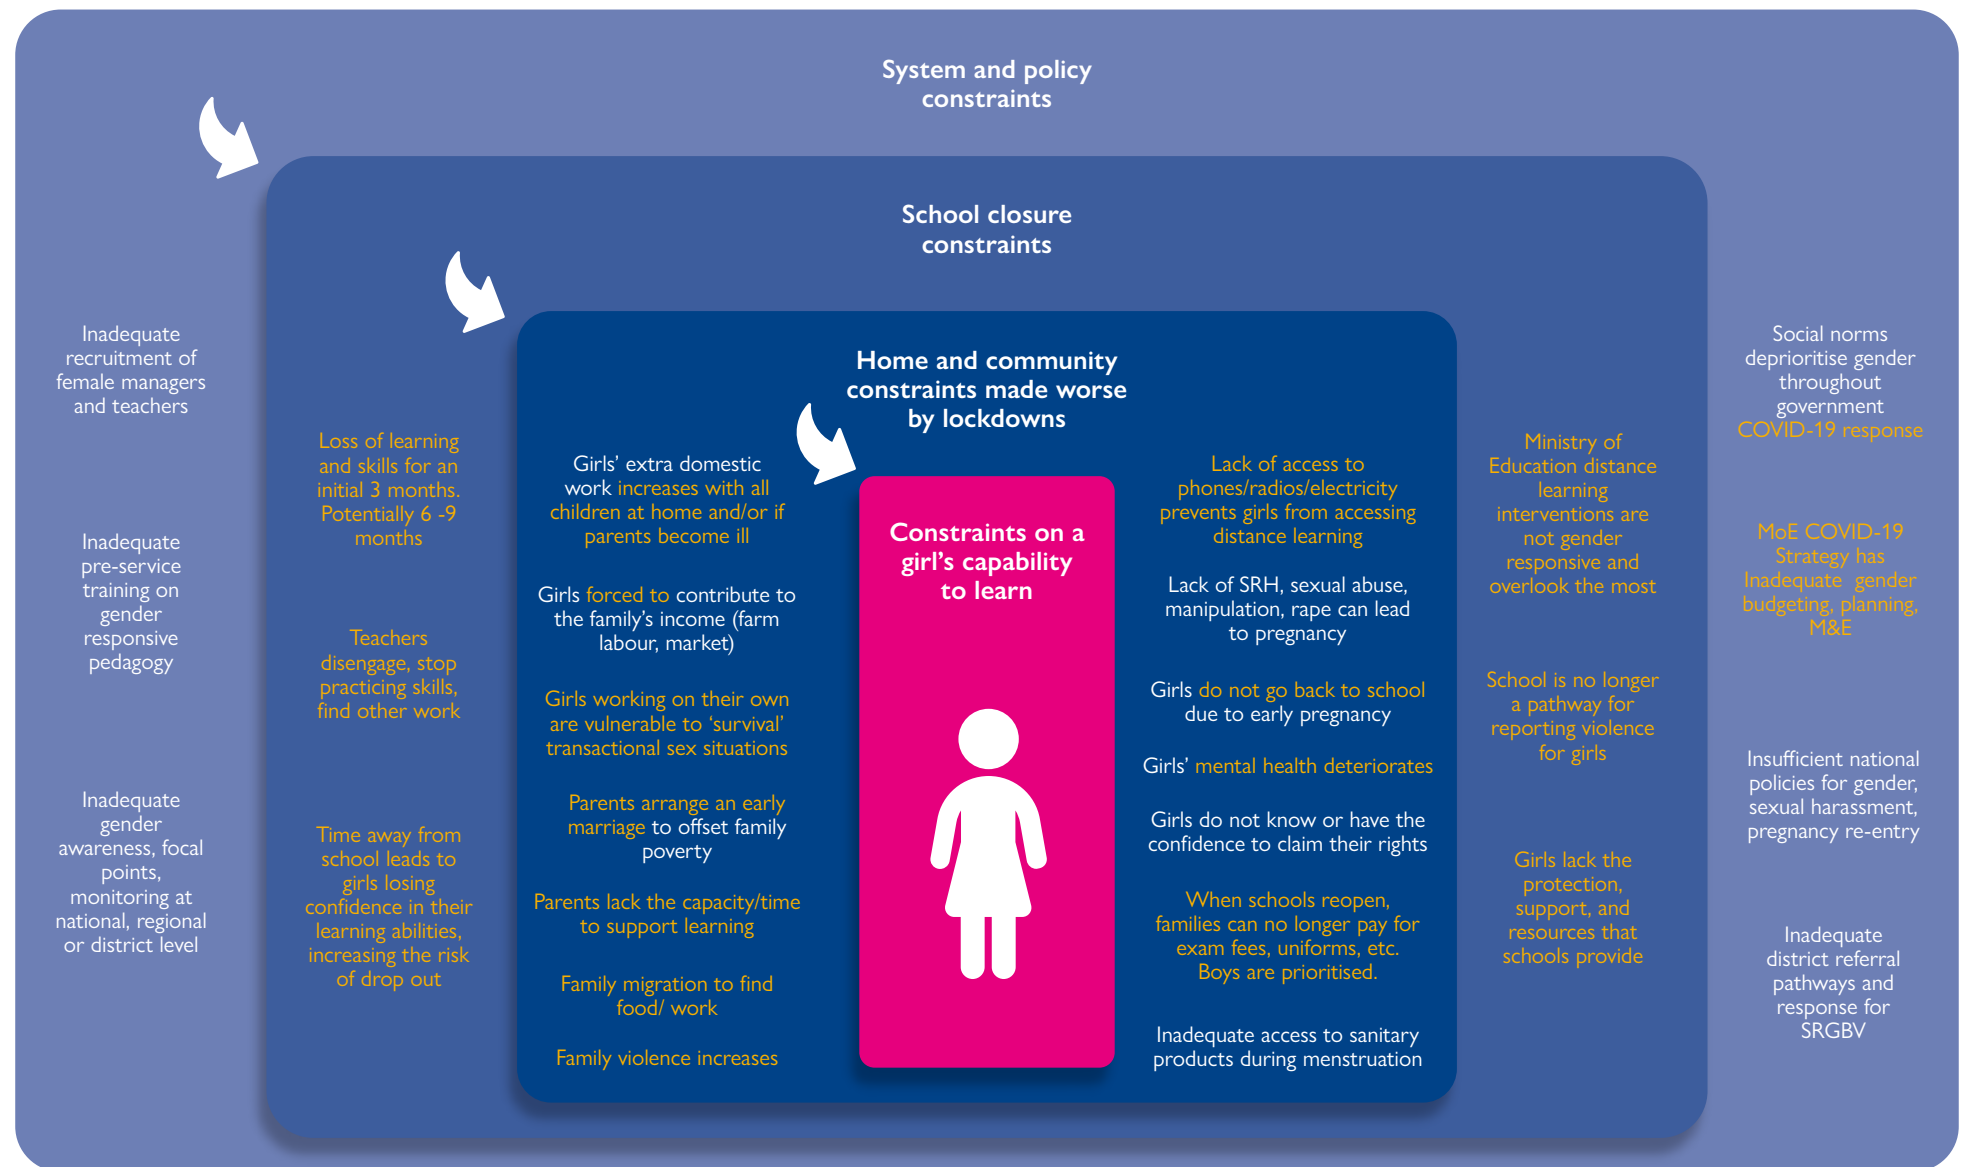 System and policy
constraints
Inadequate
recruitment of
female managers
and teachers
Inadequate
pre-service
training on
gender
responsive
pedagogy
Inadequate
gender
awareness, focal
points,
monitoring at
national, regional
or district level
School closure
constraints
Loss of learning
and skills for an
initial 3 months.
Potentially 6 -9
months
Teachers
disengage, stop
practicing skills,
find other work
Time away from
school leads to
girls losing
confidence in their
learning abilities,
increasing the risk
of drop out
Home and community
constraints made worse
by lockdowns
Girls’ extra domestic
work increases with all
children at home and/or if
parents become ill
Girls forced to contribute to
the family’s income (farm
labour, market)
Girls working on their own
are vulnerable to ‘survival’
transactional sex situations
Parents arrange an early
marriage to offset family
poverty
Parents lack the capacity/time
to support learning
Family migration to find
food/ work
Family violence increases
Constraints on a
girl’s capability
to learn
Lack of access to
phones/radios/electricity
prevents girls from accessing
distance learning
Lack of SRH, sexual abuse,
manipulation, rape can lead
to pregnancy
Girls do not go back to school
due to early pregnancy
Girls’ mental health deteriorates
Girls do not know or have the
confidence to claim their rights
When schools reopen,
families can no longer pay for
exam fees, uniforms, etc.
Boys are prioritised.
Inadequate access to sanitary
products during menstruation
Ministry of
Education distance
learning
interventions are
not gender
responsive and
overlook the most
School is no longer
a pathway for
reporting violence
for girls
Girls lack the
protection,
support, and
resources that
schools provide
Social norms
deprioritise gender
throughout
government
COVID-19 response
MoE COVID-19
Strategy has
Inadequate gender
budgeting, planning,
M&E
Insufficient national
policies for gender,
sexual harassment,
pregnancy re-entry
Inadequate
district referral
pathways and
response for
SRGBV